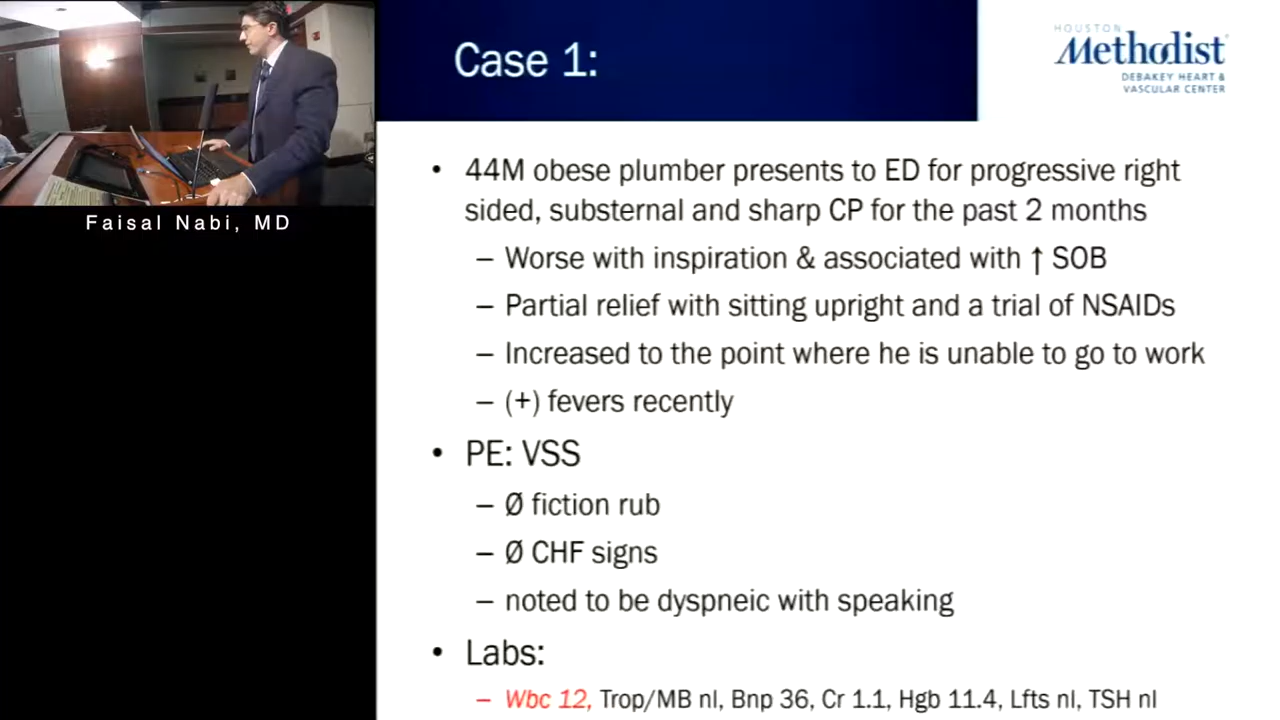 Case 1:
HOUSTON
Methodist
DEBAKEY HEART &
VASCULAR CENTER
Faisal Nabi, MD
• 44M obese plumber presents to ED for progressive right
sided, substernal and sharp CP for the past 2 months
– Worse with inspiration & associated with ↑ SOB
– Partial relief with sitting upright and a trial of NSAIDs
– Increased to the point where he is unable to go to work
– (+) fevers recently
• PE: VSS
– Ø fiction rub
– Ø CHF signs
– noted to be dyspneic with speaking
• Labs:
– Wbc 12, Trop/MB nl, Bnp 36, Cr 1.1, Hgb 11.4, Lfts nl, TSH nl